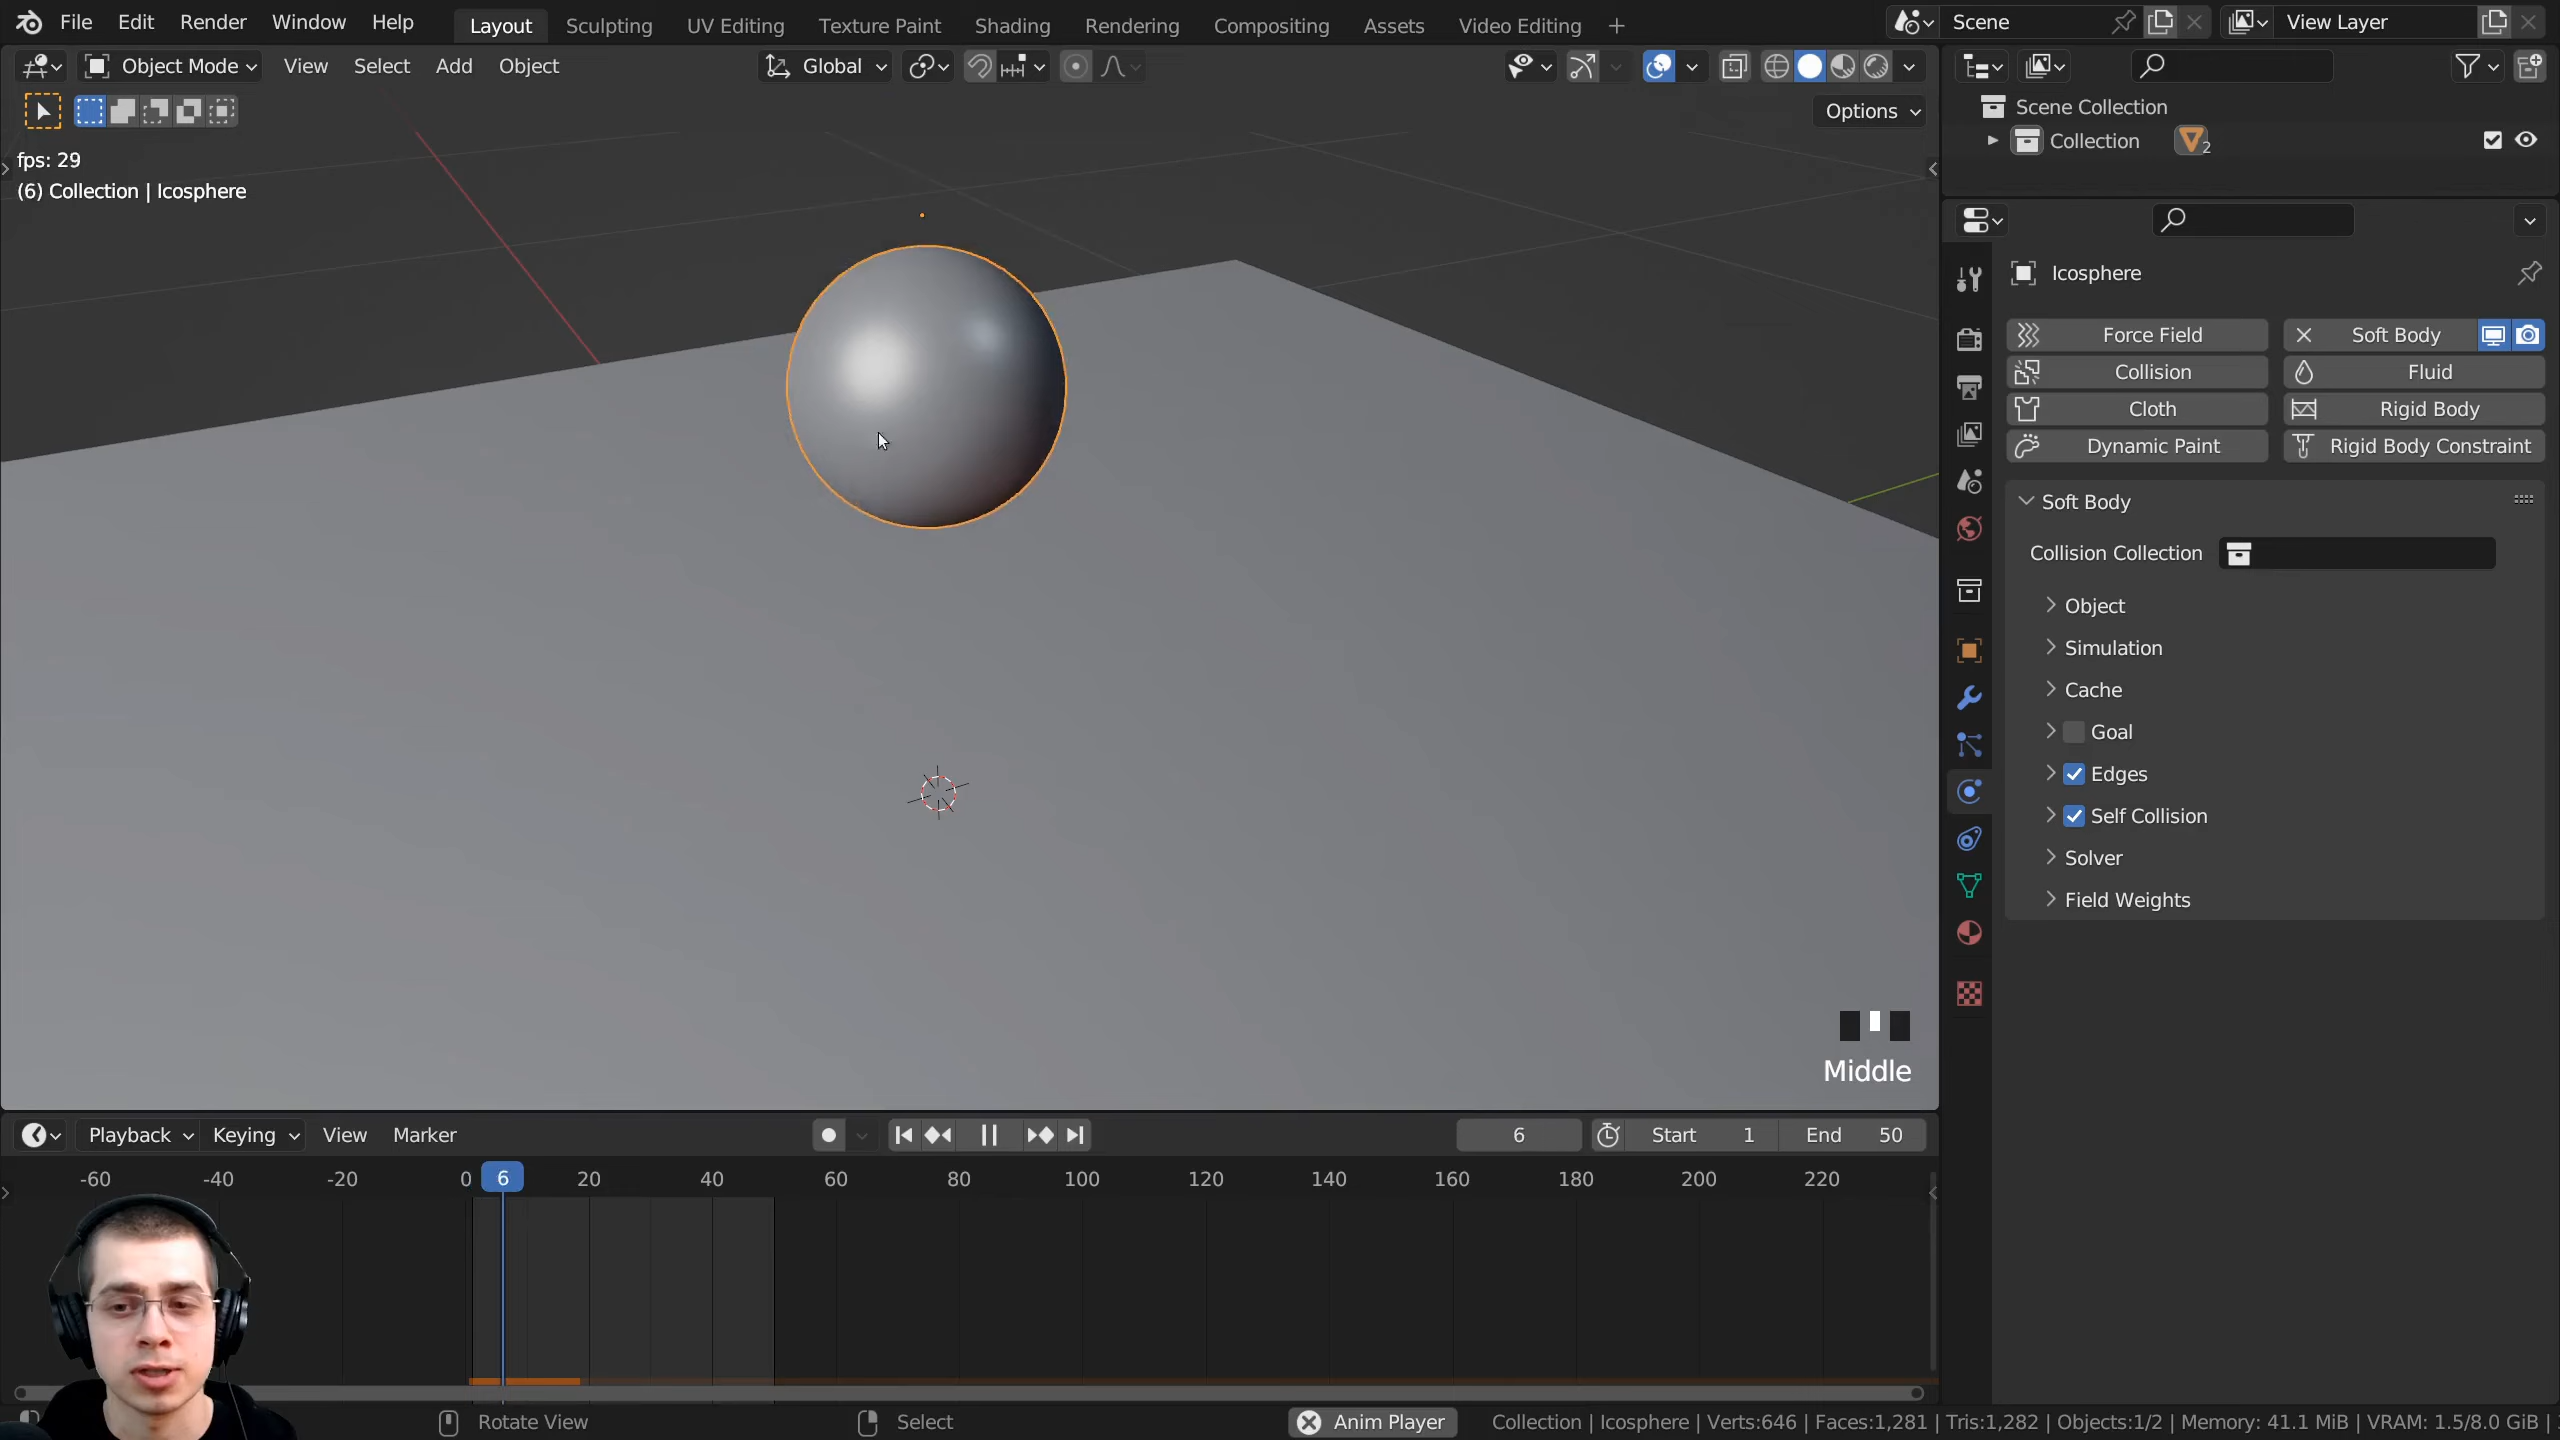 File Edit Render Window Help Layout Sculpting UV Editing Texture Paint Shading Rendering Compositing Assets Video Editing + Scene View Layer
Object Mode View Select Add Object Global
Options
Scene Collection
Collection 2
fps: 29
(6) Collection | Icosphere
Icosphere
Force Field Soft Body
Collision Fluid
Cloth Rigid Body
Dynamic Paint Rigid Body Constraint
Soft Body
Collision Collection
Object
Simulation
Cache
Goal
Edges
Self Collision
Solver
Field Weights
Middle
Playback Keying View Marker 6 Start 1 End 50
-60 -40 -20 0 6 20 40 60 80 100 120 140 160 180 200 220
Rotate View Select Anim Player Collection | Icosphere | Verts:646 | Faces:1,281 | Tris:1,282 | Objects:1/2 | Memory: 41.1 MiB | VRAM: 1.5/8.0 GiB |